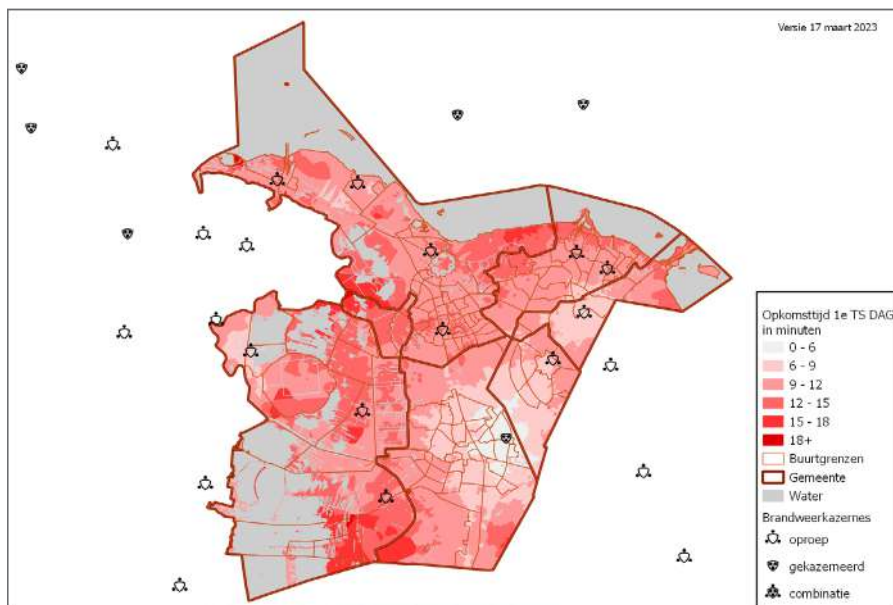 Versie 17 maart 2023
Opkomsttijd 1e TS DAG
in minuten
0 - 6
6 - 9
9 - 12
12 - 15
15 - 18
18+
Buurtgrenzen
Gemeente
Water
Brandweerkazernes
oproep
gekazerneerd
combinatie